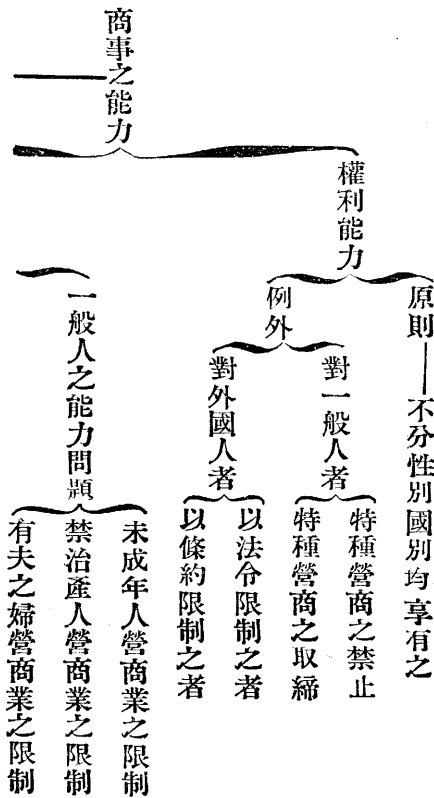 商事之能力
權利能力
原則——不分性別國別均享有之
例外
對一般人者
特種營商之禁止
特種營商之取締
對外國人者
以法令限制之者
以條約限制之者
一般人之能力問題
未成年人營商業之限制
禁治產人營商業之限制
有夫之婦營商業之限制